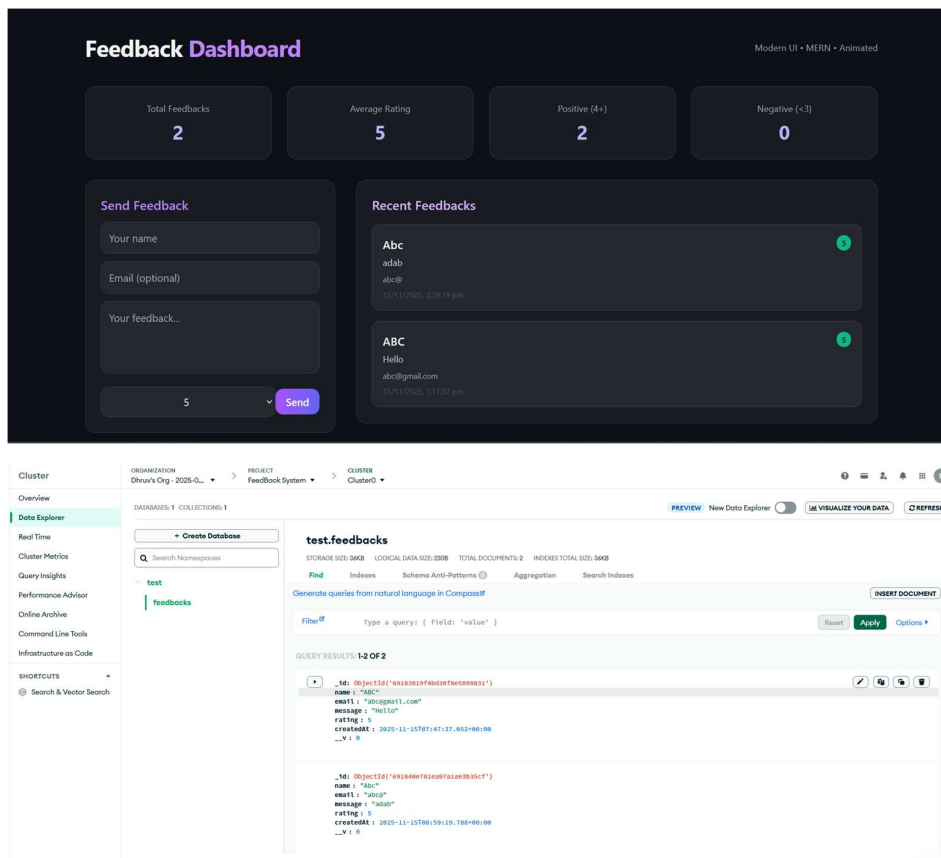 Feedback Dashboard
Modern UI • MERN • Animated
Total Feedbacks
2
Average Rating
5
Positive (4+)
2
Negative (<3)
0
Send Feedback
Your name
Email (optional)
Your feedback...
5
Send
Recent Feedbacks
Abc
5
adab
abc@
15/11/2025, 2:29:19 pm
ABC
5
Hello
abc@gmail.com
15/11/2025, 1:17:37 pm
Cluster
Overview
Data Explorer
Real Time
Cluster Metrics
Query Insights
Performance Advisor
Online Archive
Command Line Tools
Infrastructure as Code
SHORTCUTS
Search & Vector Search
ORGANIZATION
Dhruv's Org - 2025-0...
PROJECT
FeedBack System
CLUSTER
Cluster0
DATABASES: 1 COLLECTIONS: 1
PREVIEW New Data Explorer
VISUALIZE YOUR DATA
REFRESH
+ Create Database
Search Namespaces
test
feedbacks
test.feedbacks
STORAGE SIZE: 36KB LOGICAL DATA SIZE: 230B TOTAL DOCUMENTS: 2 INDEXES TOTAL SIZE: 36KB
Find Indexes Schema Anti-Patterns 0 Aggregation Search Indexes
Generate queries from natural language in Compass
INSERT DOCUMENT
Filter
Type a query: { field: 'value' }
Reset
Apply
Options
QUERY RESULTS: 1-2 OF 2
name : "ABC"
email : "abc@gmail.com"
message : "Hello"
rating : 5
createdAt : 2025-11-15T07:47:37.052+00:00
__v : 0
name : "Abc"
email : "abc@"
message : "adab"
rating : 5
createdAt : 2025-11-15T08:59:19.788+00:00
__v : 0